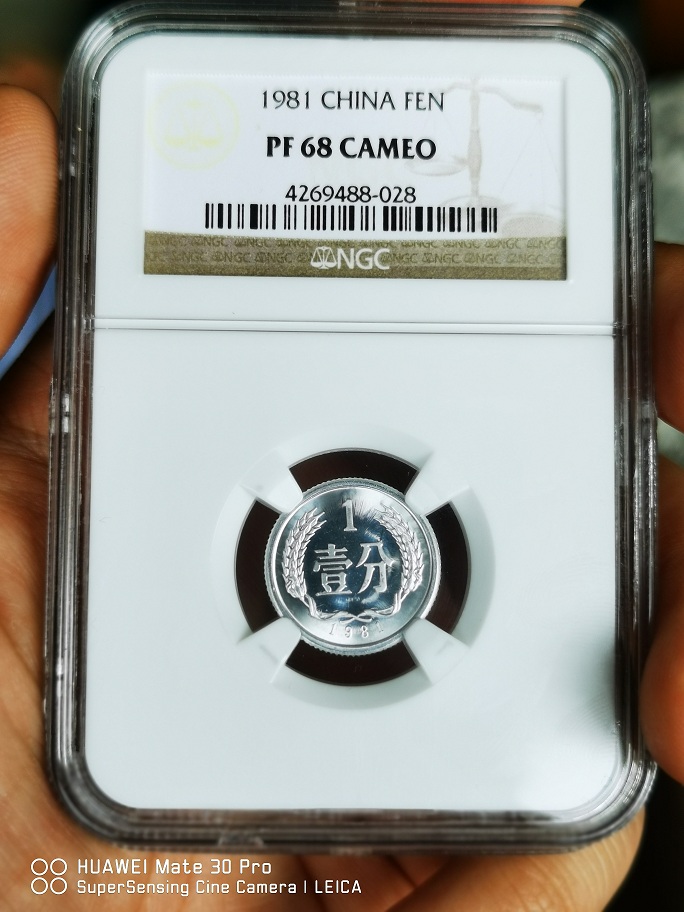 1981 CHINA FEN
PF 68 CAMEO
4269488-028
NGC
1
壹分
1981
HUAWEI Mate 30 Pro
SuperSensing Cine Camera | LEICA